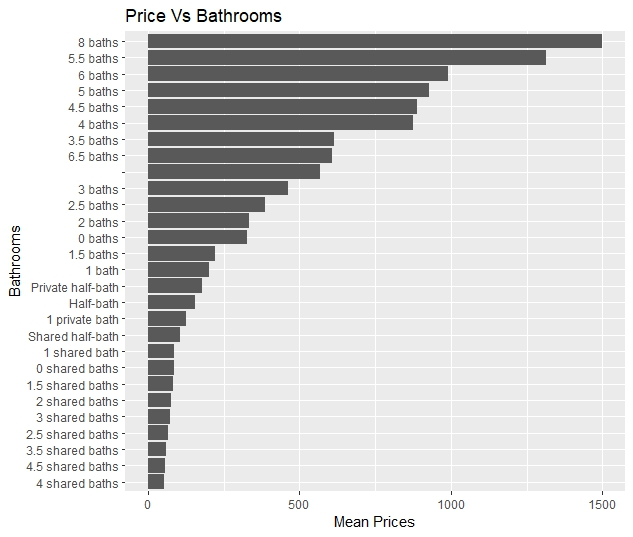 Price Vs Bathrooms
8 baths
5.5 baths
6 baths
5 baths
4.5 baths
4 baths
3.5 baths
6.5 baths
3 baths
2.5 baths
2 baths
0 baths
1.5 baths
1 bath
Private half-bath
Half-bath
1 private bath
Shared half-bath
1 shared bath
0 shared baths
1.5 shared baths
2 shared baths
3 shared baths
2.5 shared baths
3.5 shared baths
4.5 shared baths
4 shared baths
Bathrooms
0 500 1000 1500
Mean Prices